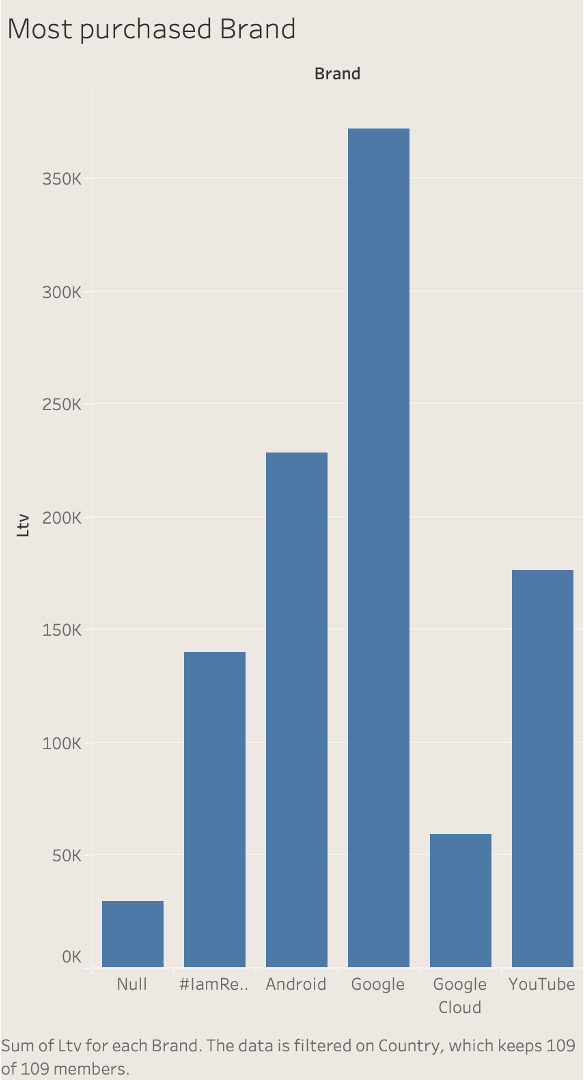 Most purchased Brand
Brand
350K
300K
250K
200K
150K
100K
50K
0K
Ltv
Null #IamRe.. Android Google Google YouTube
Cloud
Sum of Ltv for each Brand. The data is filtered on Country, which keeps 109
of 109 members.